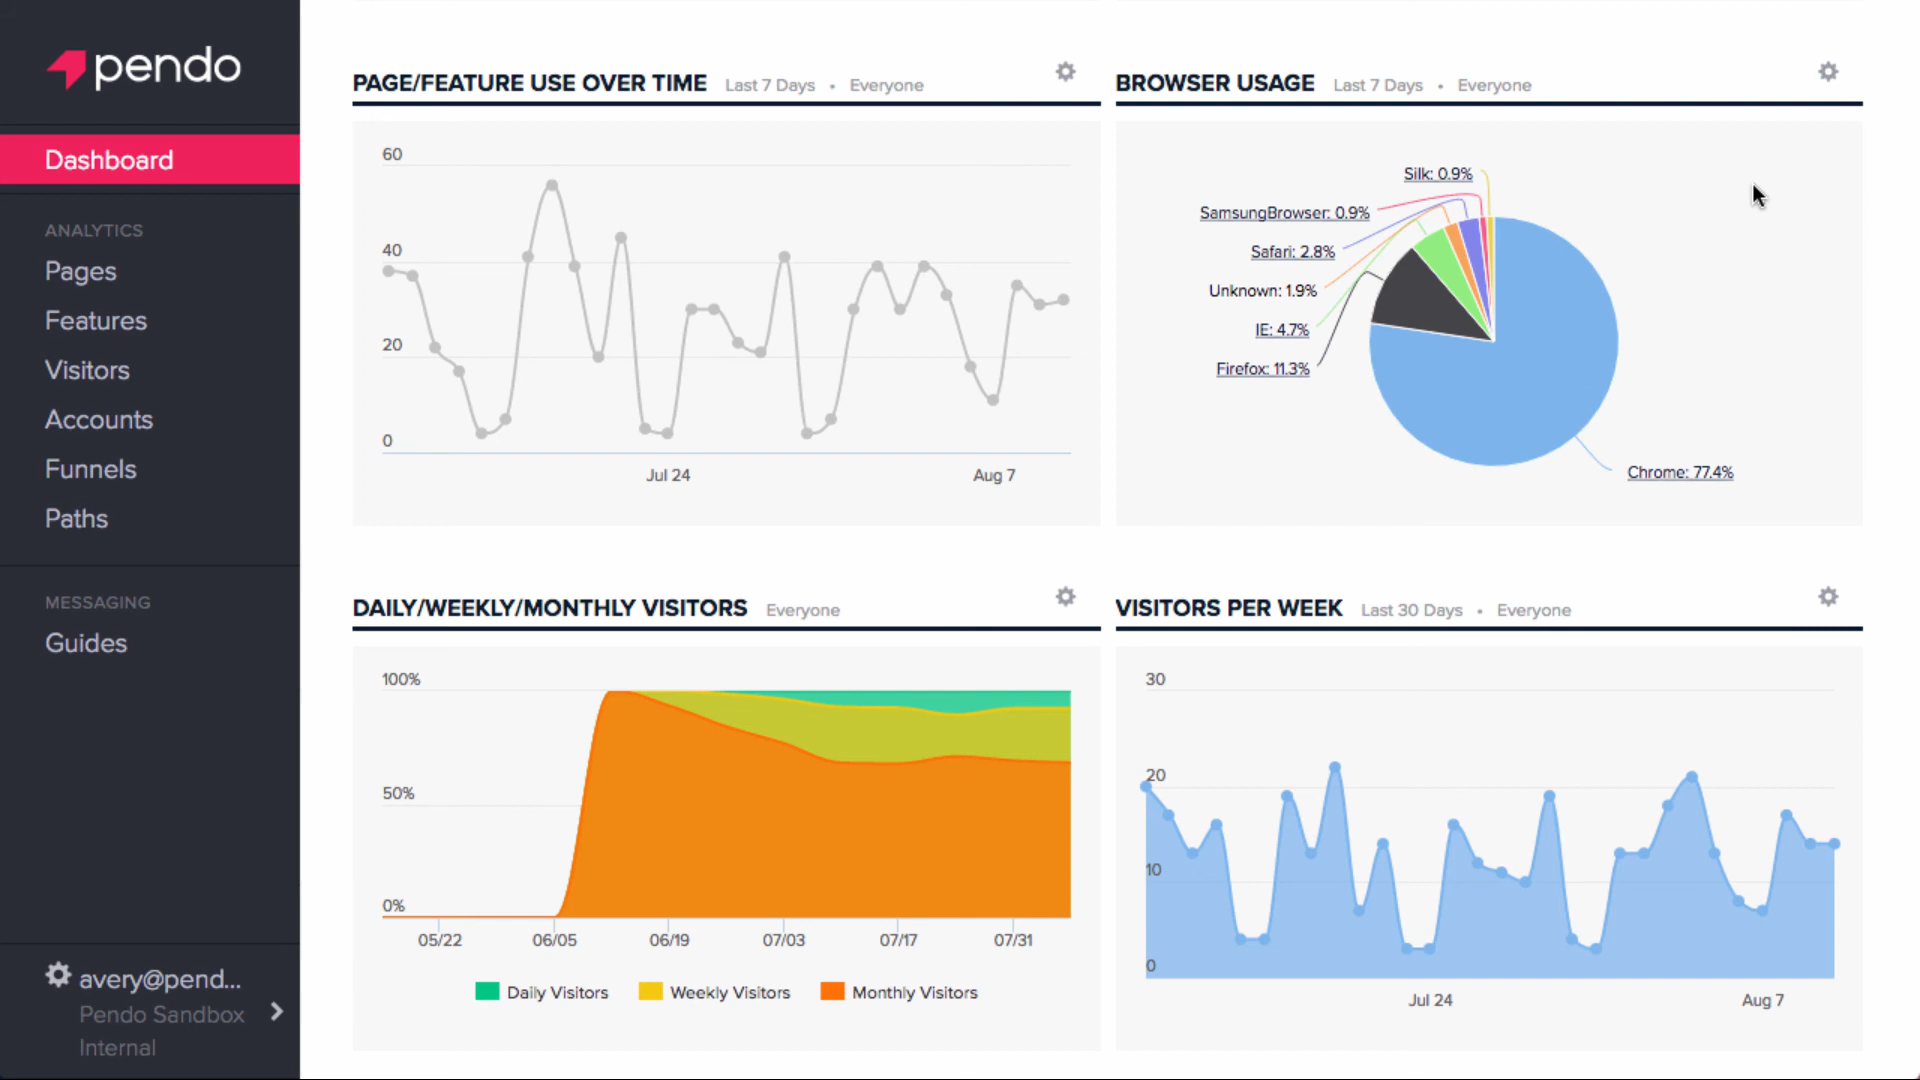 pendo
Dashboard
ANALYTICS
Pages
Features
Visitors
Accounts
Funnels
Paths
MESSAGING
Guides
avery@pend...
Pendo Sandbox
Internal
PAGE/FEATURE USE OVER TIME Last 7 Days • Everyone
60
40
20
0
Jul 24 Aug 7
BROWSER USAGE Last 7 Days • Everyone
Silk: 0.9%
SamsungBrowser: 0.9%
Safari: 2.8%
Unknown: 1.9%
IE: 4.7%
Firefox: 11.3%
Chrome: 77.4%
DAILY/WEEKLY/MONTHLY VISITORS Everyone
100%
50%
0%
05/22 06/05 06/19 07/03 07/17 07/31
Daily Visitors Weekly Visitors Monthly Visitors
VISITORS PER WEEK Last 30 Days • Everyone
30
20
10
0
Jul 24 Aug 7